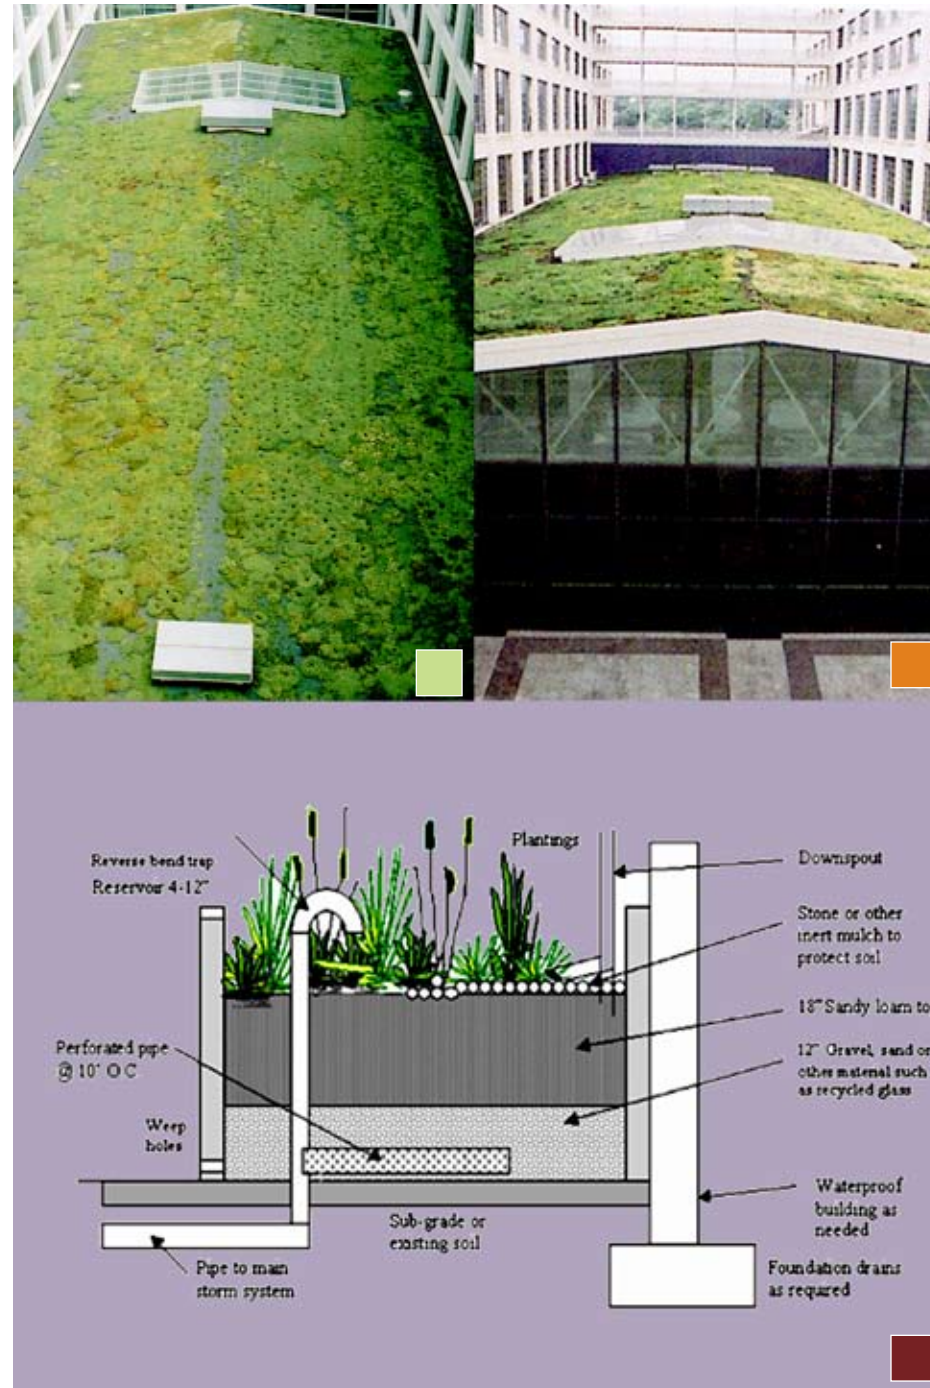 Plantings
Reverse bend trap
Reservoir 4-12"
Downspout
Stone or other
inert mulch to
protect soil
18" Sandy loam to
Perforated pipe
@ 10' O C
12" Gravel, sand or
other material such
as recycled glass
Weep
holes
Waterproof
building as
needed
Sub-grade or
existing soil
Pipe to main
storm system
Foundation drains
as required